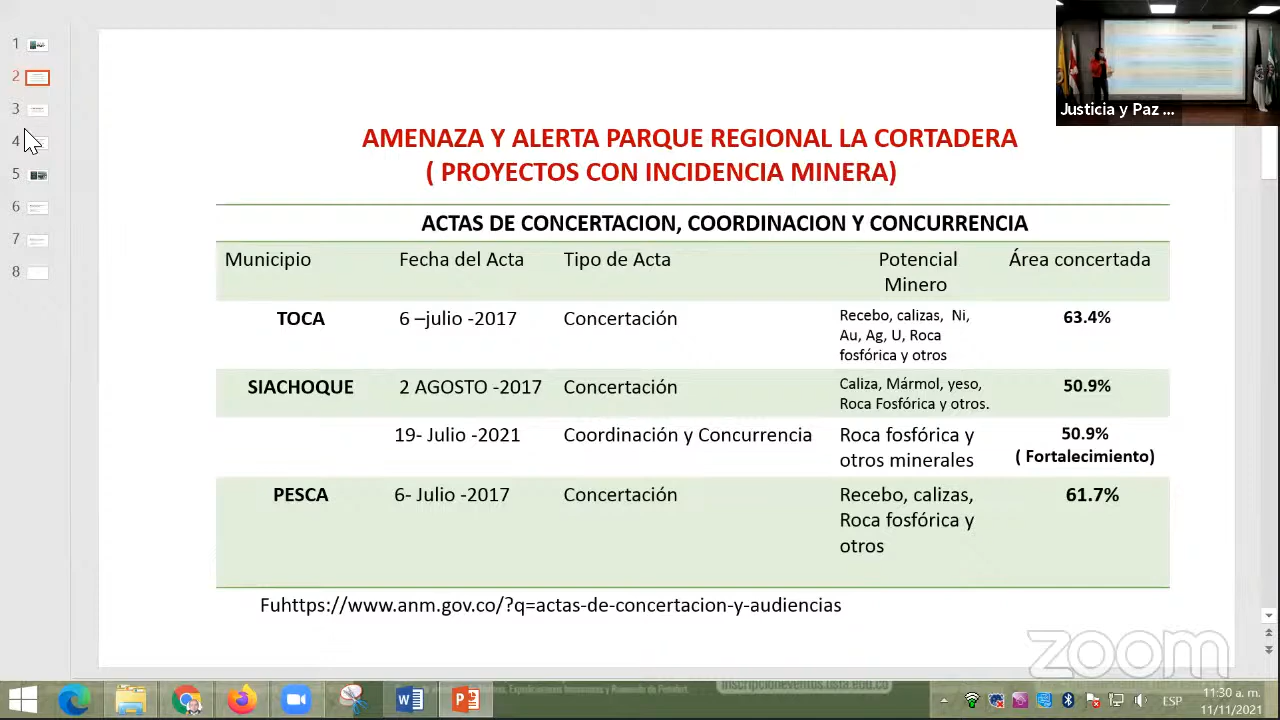 1
2
3
4
5
6
7
8
Justicia y Paz ...
AMENAZA Y ALERTA PARQUE REGIONAL LA CORTADERA
( PROYECTOS CON INCIDENCIA MINERA)
ACTAS DE CONCERTACION, COORDINACION Y CONCURRENCIA
Municipio Fecha del Acta Tipo de Acta Potencial Minero Área concertada
TOCA 6 –julio -2017 Concertación Recebo, calizas, Ni, 63.4%
Au, Ag, U, Roca
fosfórica y otros
SIACHOQUE 2 AGOSTO -2017 Concertación Caliza, Mármol, yeso, 50.9%
Roca Fosfórica y otros.
19- Julio -2021 Coordinación y Concurrencia Roca fosfórica y 50.9%
otros minerales ( Fortalecimiento)
PESCA 6- Julio -2017 Concertación Recebo, calizas, 61.7%
Roca fosfórica y
otros
Fuhttps://www.anm.gov.co/?q=actas-de-concertacion-y-audiencias
zoom
inscripcioneventos.usta.edu.co
ESP
11:30 a. m.
11/11/2021